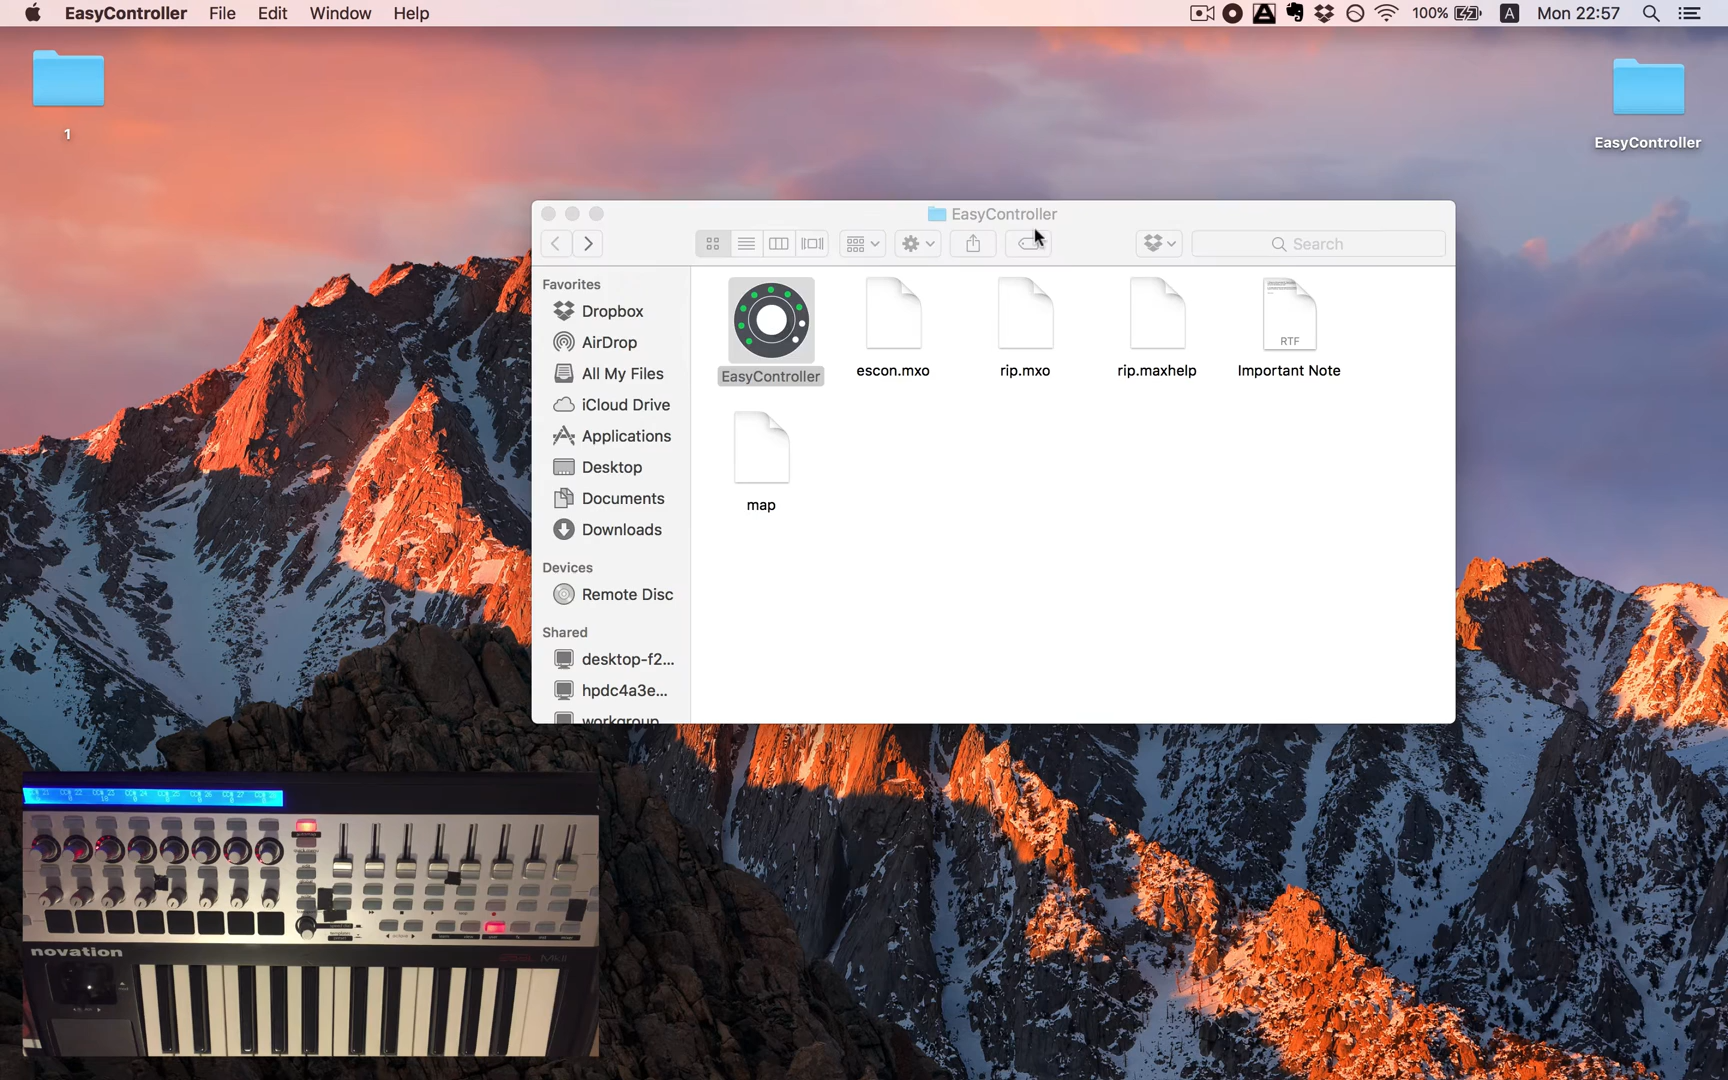 EasyController File Edit Window Help
100% A Mon 22:57
1
EasyController
EasyController
Search
Favorites
Dropbox
AirDrop
All My Files
iCloud Drive
Applications
Desktop
Documents
Downloads
Devices
Remote Disc
Shared
desktop-f2...
hpdc4a3e...
workgroup
EasyController
escon.mxo
rip.mxo
rip.maxhelp
RTF
Important Note
map
novation
MkII